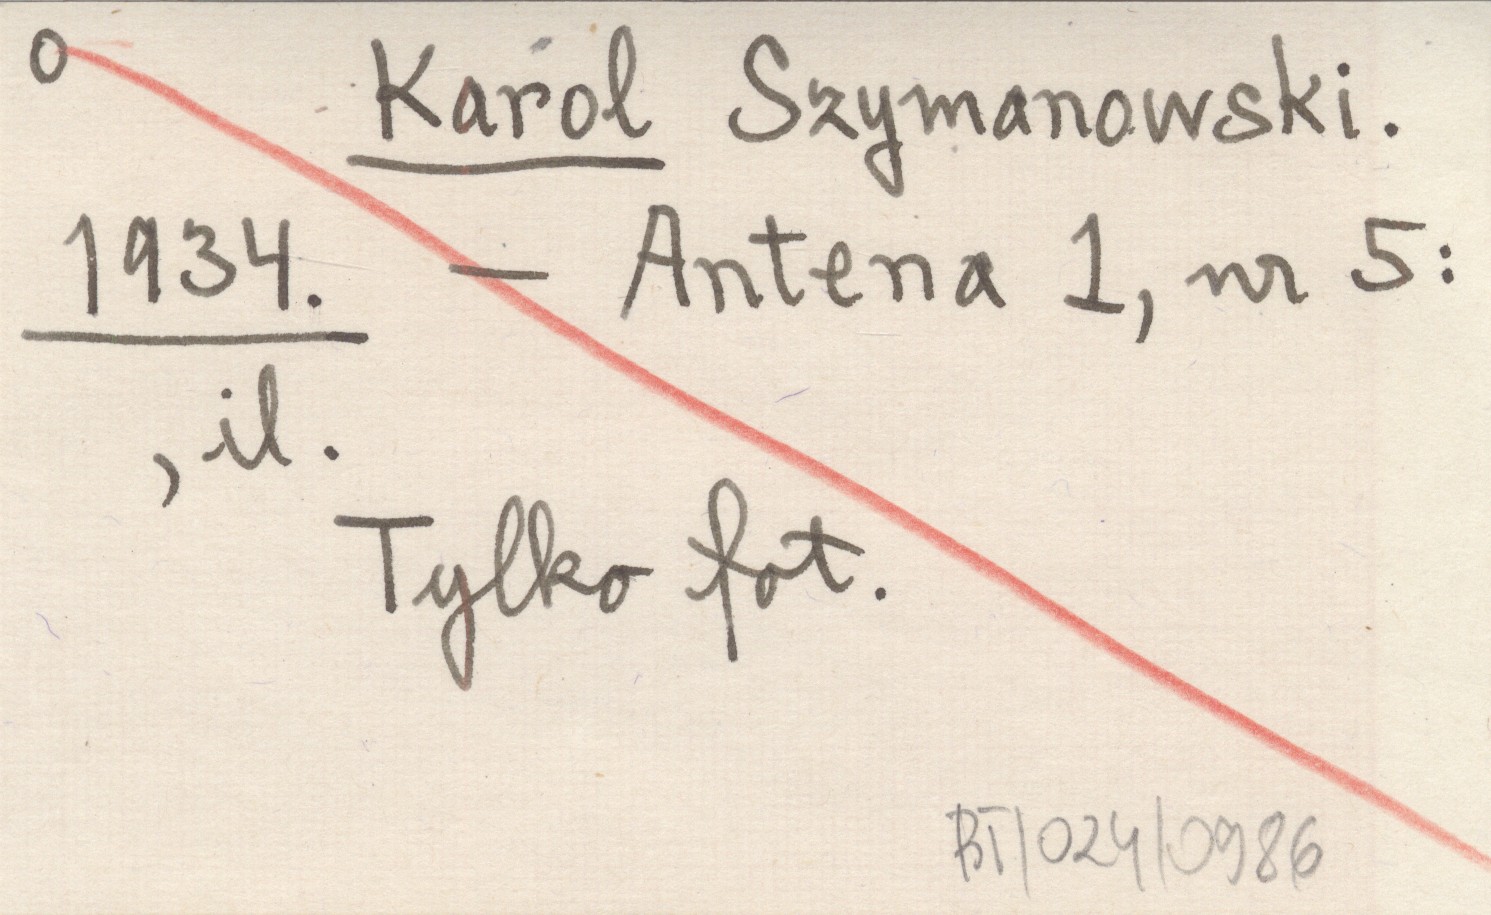 O Karol Szymanowski.
1934. — Antena 1, nr 5:
, il.
Tylko fot.
BT/024/0986